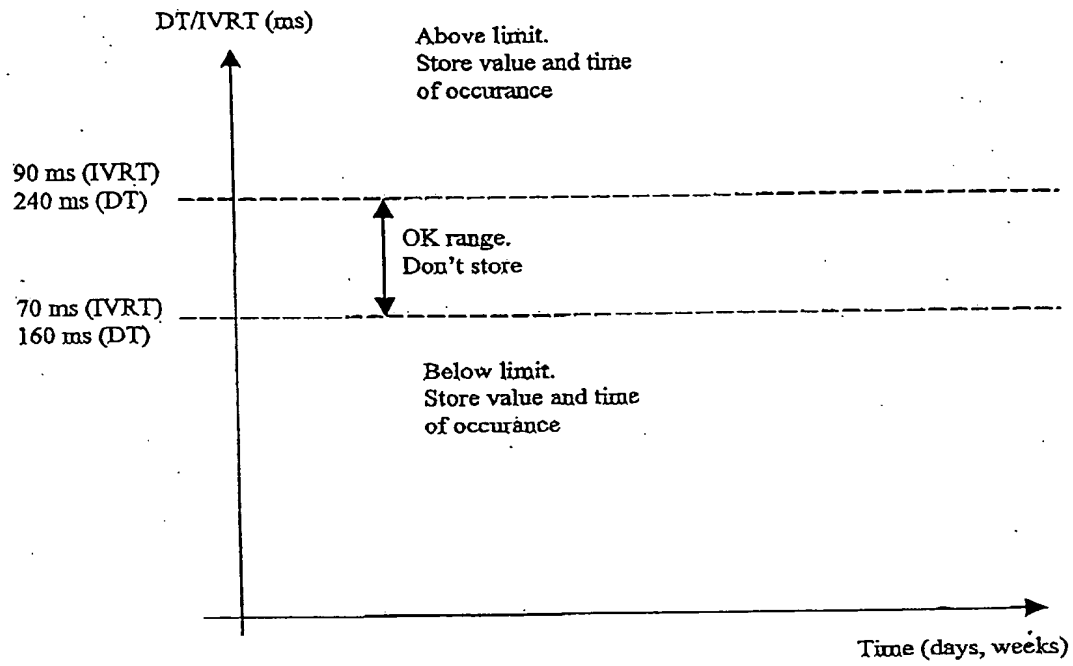 DT/IVRT (ms)
Above limit.
Store value and time
of occurance
90 ms (IVRT)
240 ms (DT)
OK range.
Don't store
70 ms (IVRT)
160 ms (DT)
Below limit.
Store value and time
of occurance
Time (days, weeks)